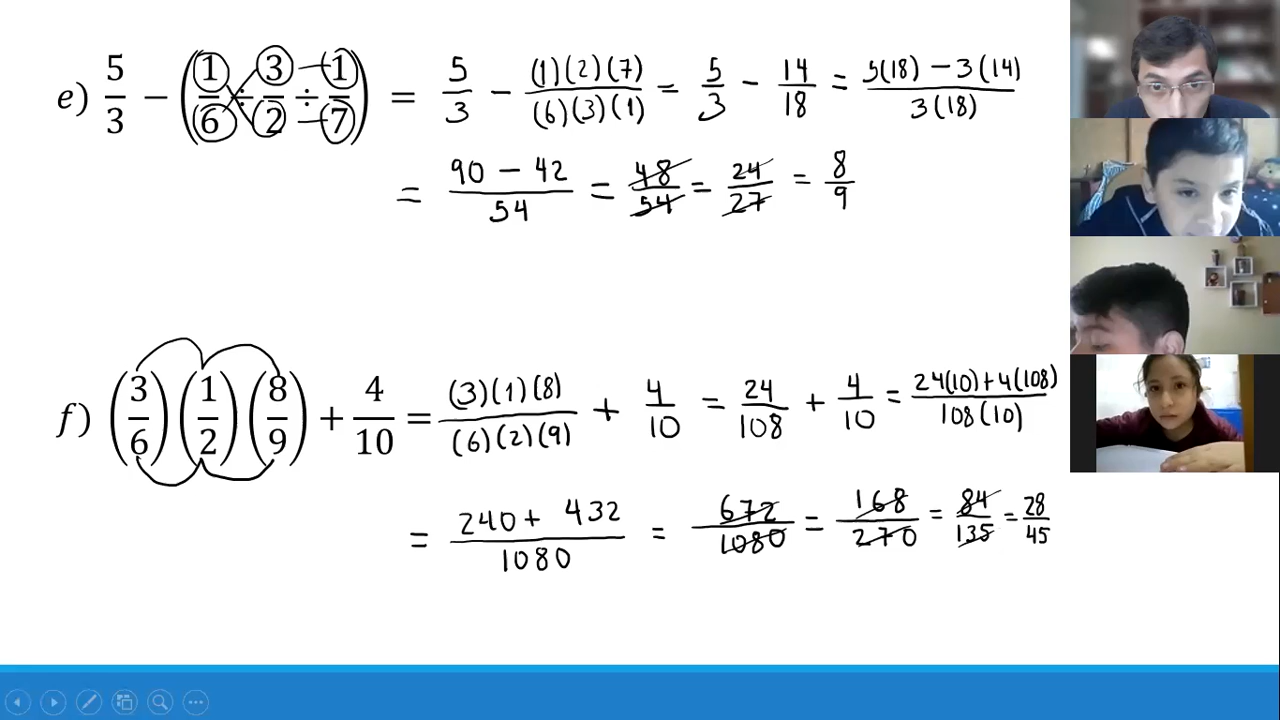 e) 5/3 − (1/6 ÷ 3/2 ÷ 1/7) = 5/3 − (1)(2)(7)/(6)(3)(1) = 5/3 − 14/18 = 5(18) − 3(14)/3(18)
= 90 − 42/54 = 48/54 = 24/27 = 8/9
f) (3/6)(1/2)(8/9) + 4/10 = (3)(1)(8)/(6)(2)(9) + 4/10 = 24/108 + 4/10 = 24(10)+4(108)/108(10)
= 240 + 432/1080 = 672/1080 = 168/270 = 84/135 = 28/45